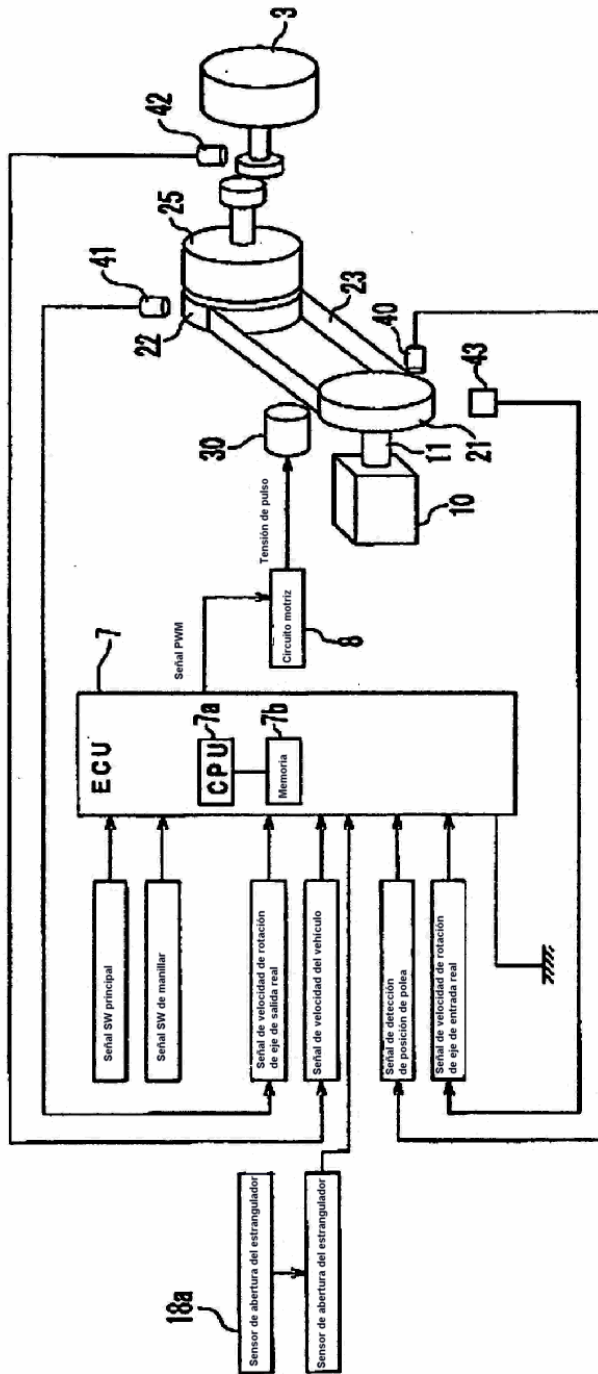 18a
Sensor de abertura del estrangulador
Sensor de abertura del estrangulador
Señal SW principal
Señal SW de manillar
Señal de velocidad de rotación
de eje de salida real
Señal de velocidad del vehículo
Señal de detección
de posición de polea
Señal de velocidad de rotación
de eje de entrada real
ECU
7
CPU
7a
Memoria
7b
Señal PWM
Circuito motriz
8
Tensión de pulso
30
10
11
21
43
40
23
22
41
25
42
3